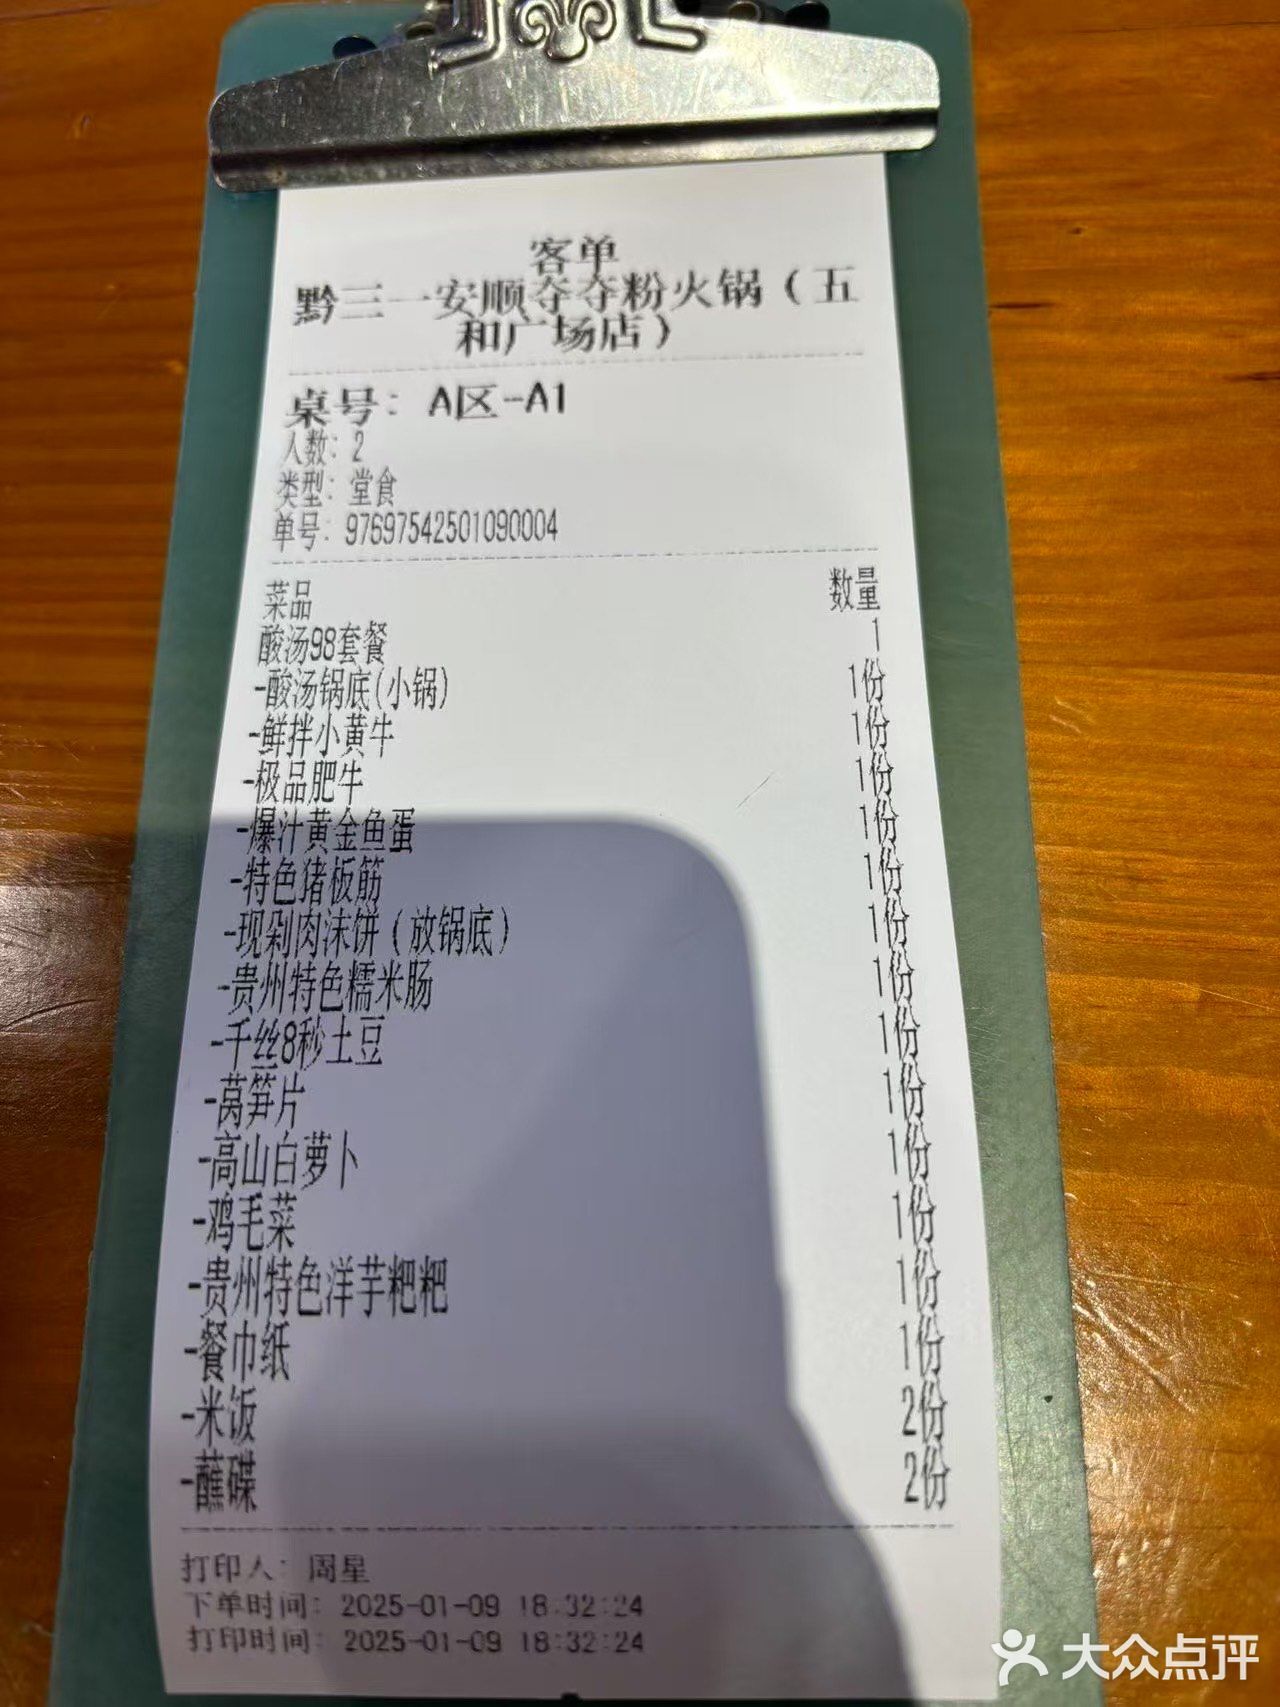 客单
黔三一安顺夺夺粉火锅（五
和广场店）
桌号：A区-A1
人数：2
类型：堂食
单号：97697542501090004
菜品 数量
酸汤98套餐 1
-酸汤锅底(小锅) 1份
-鲜拌小黄牛 1份
-极品肥牛 1份
-爆汁黄金鱼蛋 1份
-特色猪板筋 1份
-现剁肉沫饼（放锅底） 1份
-贵州特色糯米肠 1份
-千丝8秒土豆 1份
-莴笋片 1份
-高山白萝卜 1份
-鸡毛菜 1份
-贵州特色洋芋粑粑 1份
-餐巾纸 1份
-米饭 2份
-蘸碟 2份
打印人：周星
下单时间：2025-01-09 18:32:24
打印时间：2025-01-09 18:32:24
大众点评